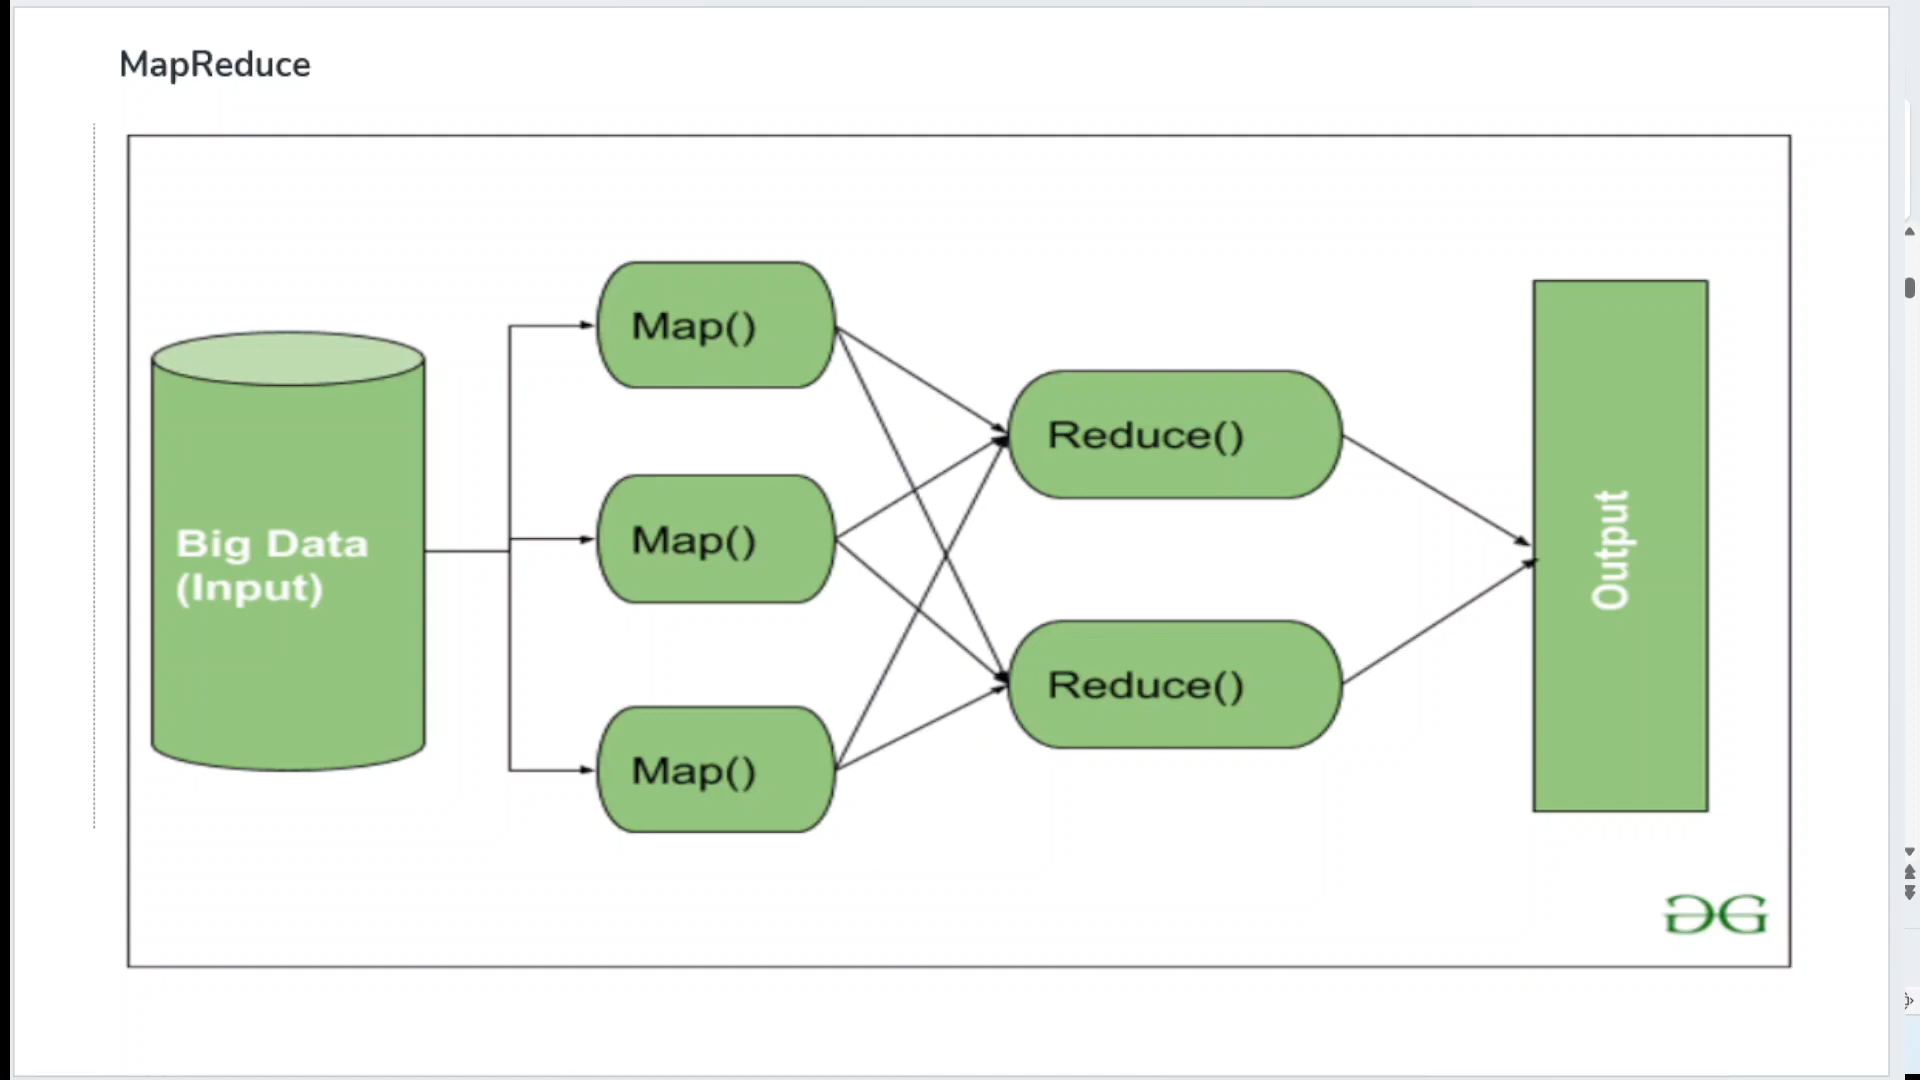 MapReduce
Big Data
(Input)
Map()
Map()
Map()
Reduce()
Reduce()
Output